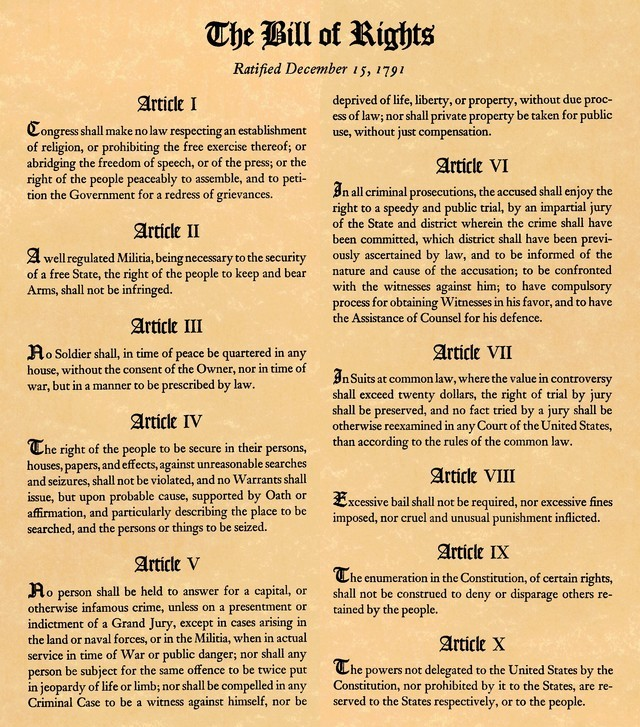 The Bill of Rights
Ratified December 15, 1791
Article I
Congress shall make no law respecting an establishment
of religion, or prohibiting the free exercise thereof; or
abridging the freedom of speech, or of the press; or the
right of the people peaceably to assemble, and to peti-
tion the Government for a redress of grievances.
Article II
A well regulated Militia, being necessary to the security
of a free State, the right of the people to keep and bear
Arms, shall not be infringed.
Article III
No Soldier shall, in time of peace be quartered in any
house, without the consent of the Owner, nor in time of
war, but in a manner to be prescribed by law.
Article IV
The right of the people to be secure in their persons,
houses, papers, and effects, against unreasonable searches
and seizures, shall not be violated, and no Warrants shall
issue, but upon probable cause, supported by Oath or
affirmation, and particularly describing the place to be
searched, and the persons or things to be seized.
Article V
No person shall be held to answer for a capital, or
otherwise infamous crime, unless on a presentment or
indictment of a Grand Jury, except in cases arising in
the land or naval forces, or in the Militia, when in actual
service in time of War or public danger; nor shall any
person be subject for the same offence to be twice put
in jeopardy of life or limb; nor shall be compelled in any
Criminal Case to be a witness against himself, nor be
deprived of life, liberty, or property, without due proc-
ess of law; nor shall private property be taken for public
use, without just compensation.
Article VI
In all criminal prosecutions, the accused shall enjoy the
right to a speedy and public trial, by an impartial jury
of the State and district wherein the crime shall have
been committed, which district shall have been previ-
ously ascertained by law, and to be informed of the
nature and cause of the accusation; to be confronted
with the witnesses against him; to have compulsory
process for obtaining Witnesses in his favor, and to have
the Assistance of Counsel for his defence.
Article VII
In Suits at common law, where the value in controversy
shall exceed twenty dollars, the right of trial by jury
shall be preserved, and no fact tried by a jury shall be
otherwise reexamined in any Court of the United States,
than according to the rules of the common law.
Article VIII
Excessive bail shall not be required, nor excessive fines
imposed, nor cruel and unusual punishment inflicted.
Article IX
The enumeration in the Constitution, of certain rights,
shall not be construed to deny or disparage others re-
tained by the people.
Article X
The powers not delegated to the United States by the
Constitution, nor prohibited by it to the States, are re-
served to the States respectively, or to the people.